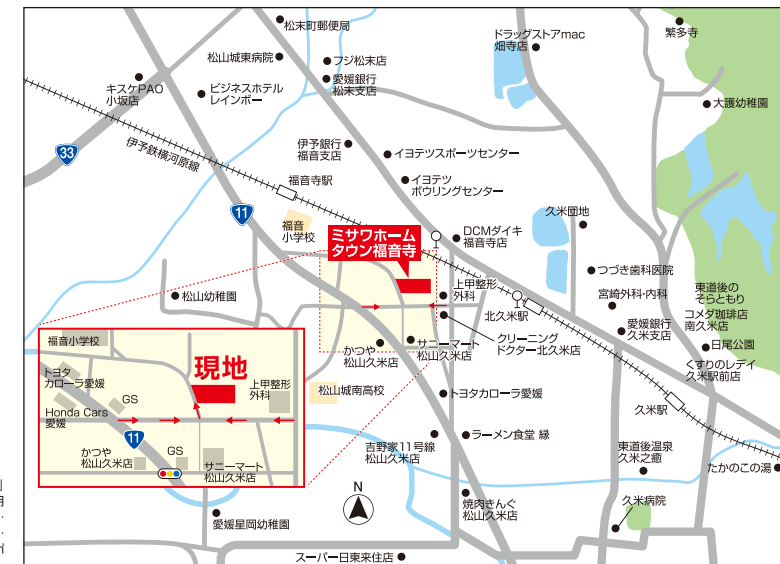 松末町郵便局
ドラッグストアmac
畑寺店
繁多寺
松山城東病院
フジ松末店
キスケPAO
小坂店
ビジネスホテル
レインボー
愛媛銀行
松末支店
大護幼稚園
33
伊予鉄横河原線
伊予銀行
福音支店
イヨテツスポーツセンター
福音寺駅
イヨテツ
ボウリングセンター
11
福音
小学校
ミサワホーム
タウン福音寺
DCMダイキ
福音寺店
久米団地
つづき歯科医院
松山幼稚園
上甲整形
外科
北久米駅
宮崎外科・内科
東道後の
そらともり
コメダ珈琲店
南久米店
愛媛銀行
久米支店
クリーニング
ドクター北久米店
日尾公園
かつや
松山久米店
サニーマート
松山久米店
くすりのレデイ
久米駅前店
福音小学校
トヨタ
カローラ愛媛
現地
上甲整形
外科
GS
Honda Cars
愛媛
11
かつや
松山久米店
GS
サニーマート
松山久米店
松山城南高校
トヨタカローラ愛媛
久米駅
吉野家11号線
松山久米店
ラーメン食堂 縁
東道後温泉
久米之癒
たかのこの湯
N
焼肉きんぐ
松山久米店
久米病院
愛媛星岡幼稚園
スーパー日東来住店